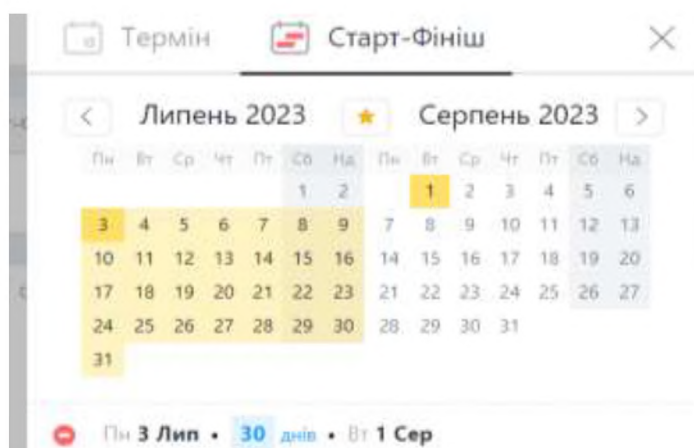 Термін Старт-Фініш
Липень 2023 Серпень 2023
Пн Вт Ср Чт Пт Сб Нд Пн Вт Ср Чт Пт Сб Нд
1 2 1 2 3 4 5 6
3 4 5 6 7 8 9 7 8 9 10 11 12 13
10 11 12 13 14 15 16 14 15 16 17 18 19 20
17 18 19 20 21 22 23 21 22 23 24 25 26 27
24 25 26 27 28 29 30 28 29 30 31
31
Пн 3 Лип • 30 днів • Вт 1 Сер